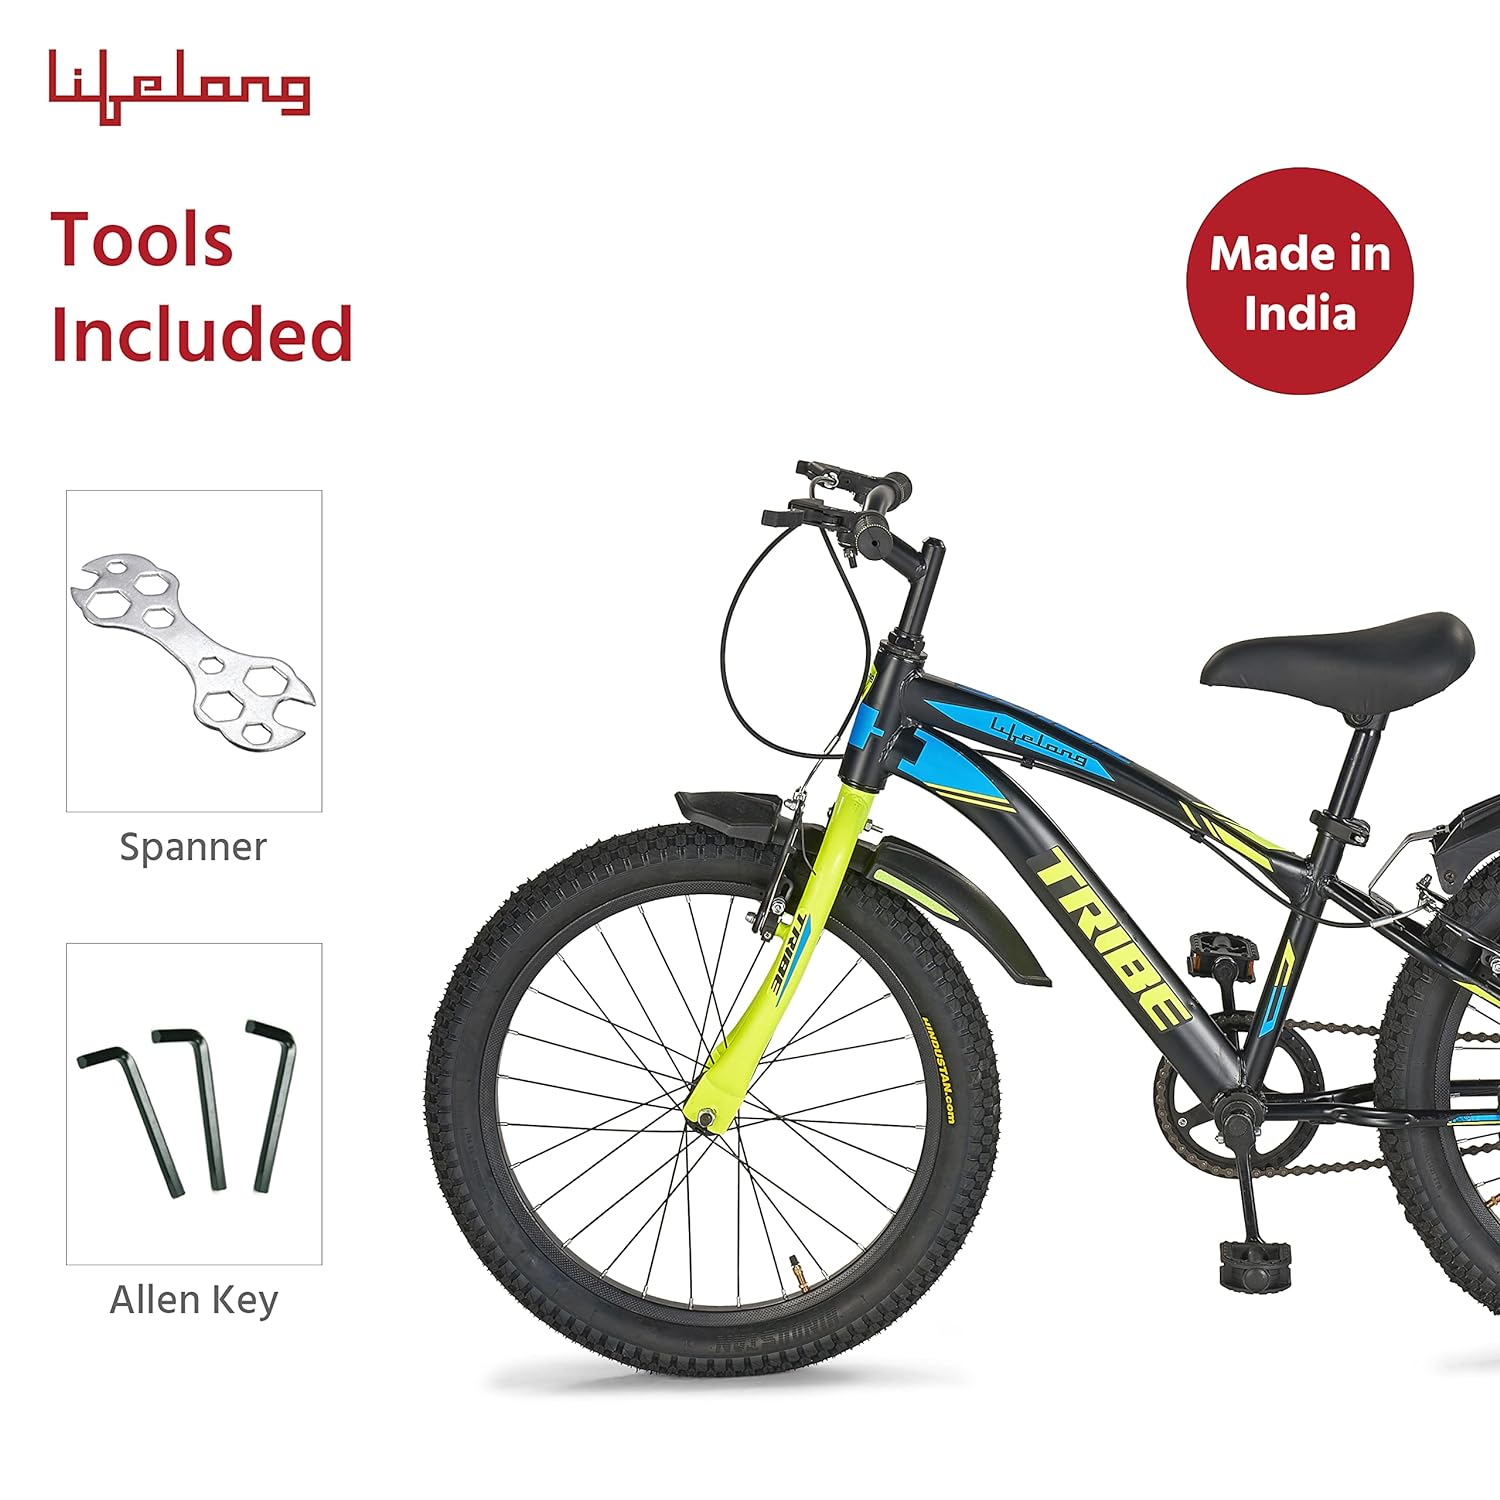 Lifelong
Tools
Included
Made in
India
Spanner
Allen Key
Lifelong
TRIBE
TRIBE
HINDUSTAN.com